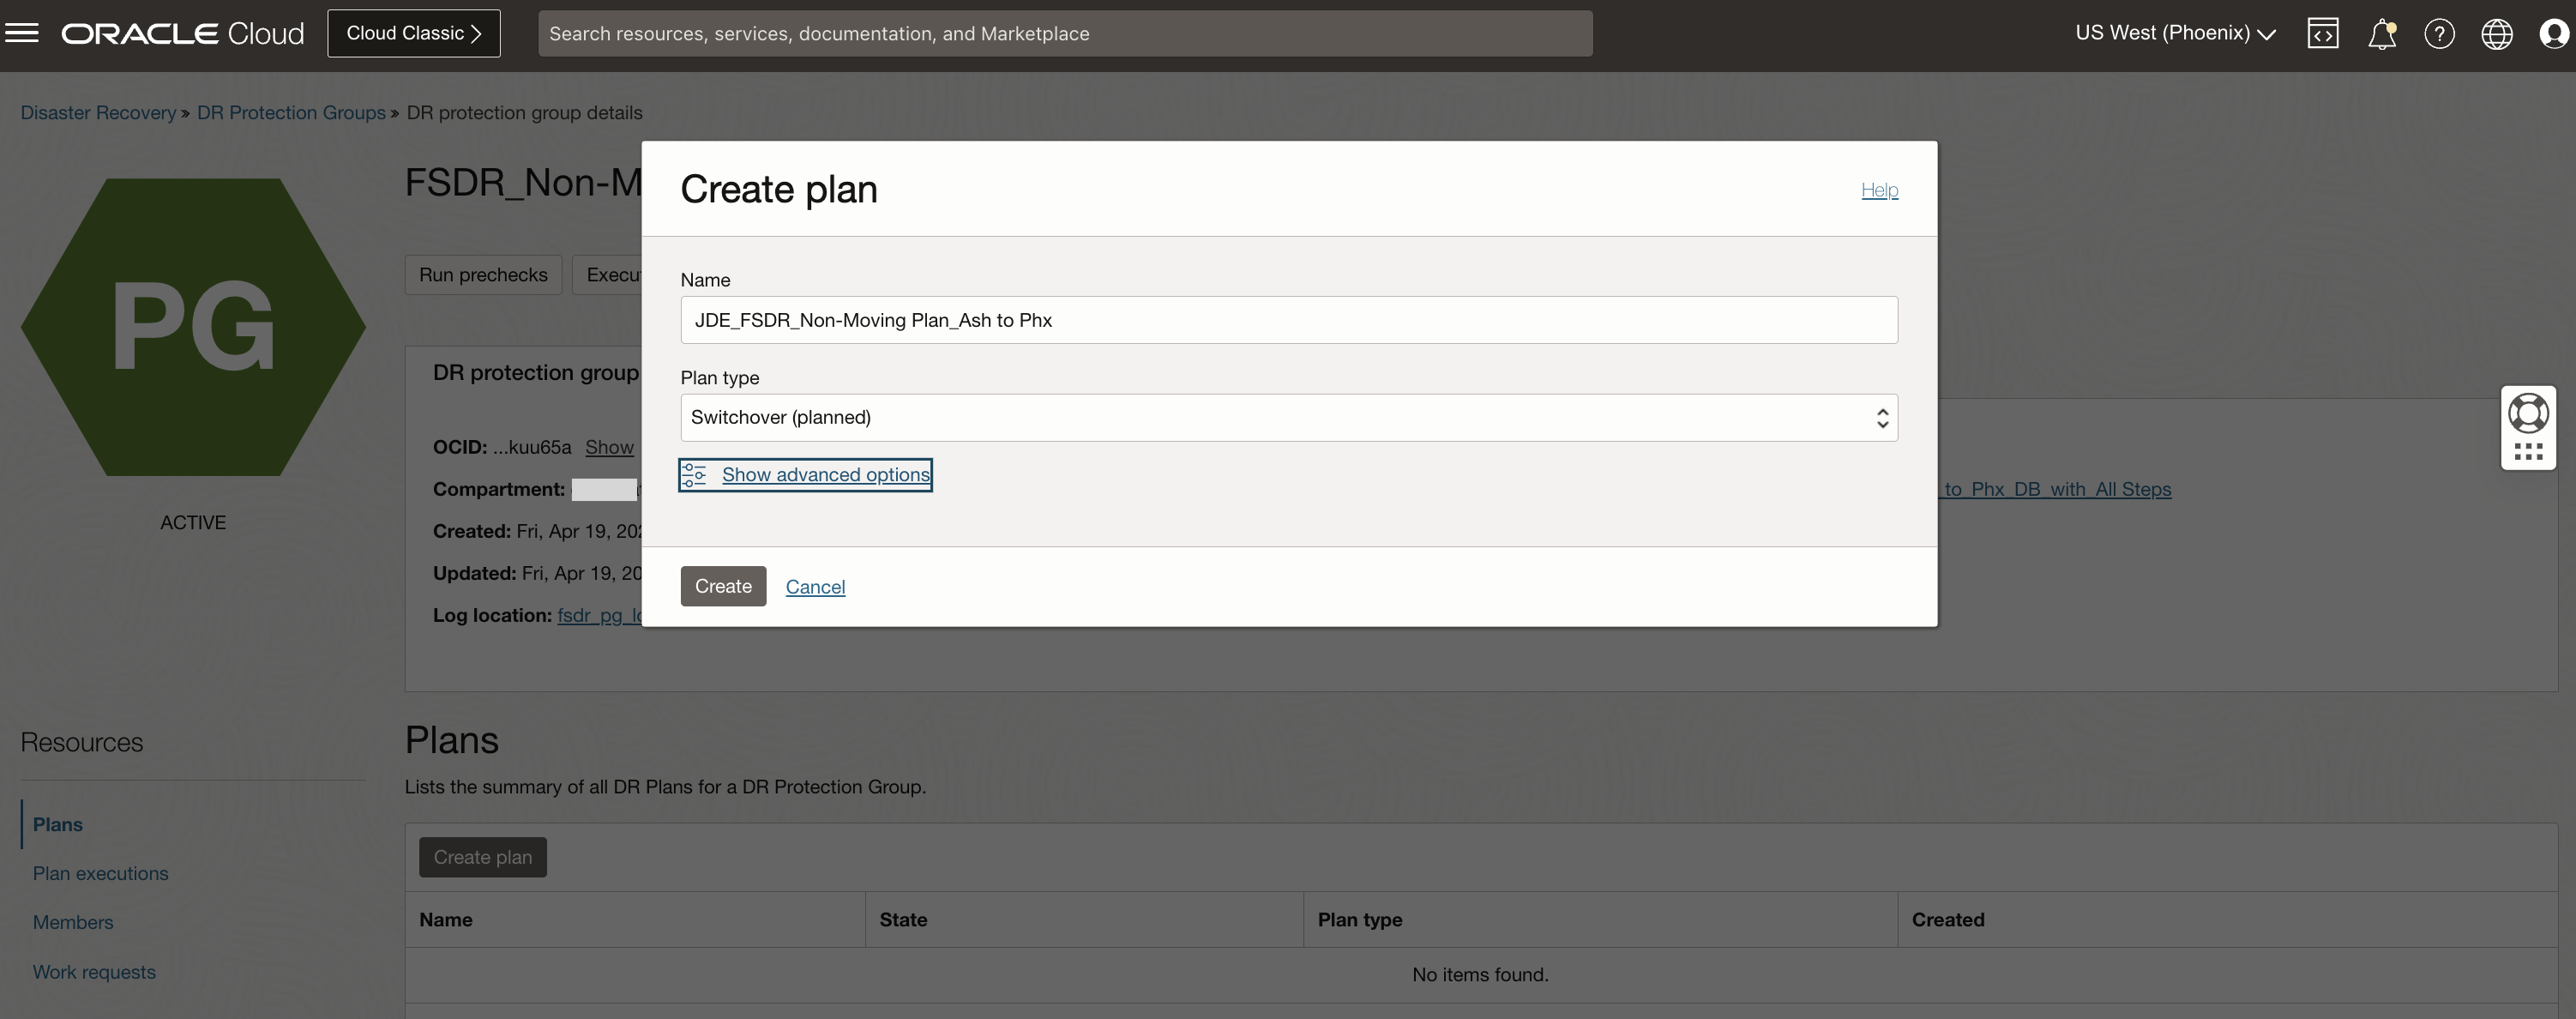 ORACLE Cloud
Cloud Classic
Search resources, services, documentation, and Marketplace
US West (Phoenix)
Disaster Recovery » DR Protection Groups » DR protection group details
PG
ACTIVE
FSDR_Non-M
Run prechecks
Execu
DR protection group
OCID: ...kuu65a Show
Compartment:
to_Phx_DB_with_All Steps
Created: Fri, Apr 19, 202
Updated: Fri, Apr 19, 20
Log location: fsdr_pg_lo
Create plan
Help
Name
JDE_FSDR_Non-Moving Plan_Ash to Phx
Plan type
Switchover (planned)
Show advanced options
Create
Cancel
Resources
Plans
Plan executions
Members
Work requests
Plans
Lists the summary of all DR Plans for a DR Protection Group.
Create plan
Name State Plan type Created
No items found.